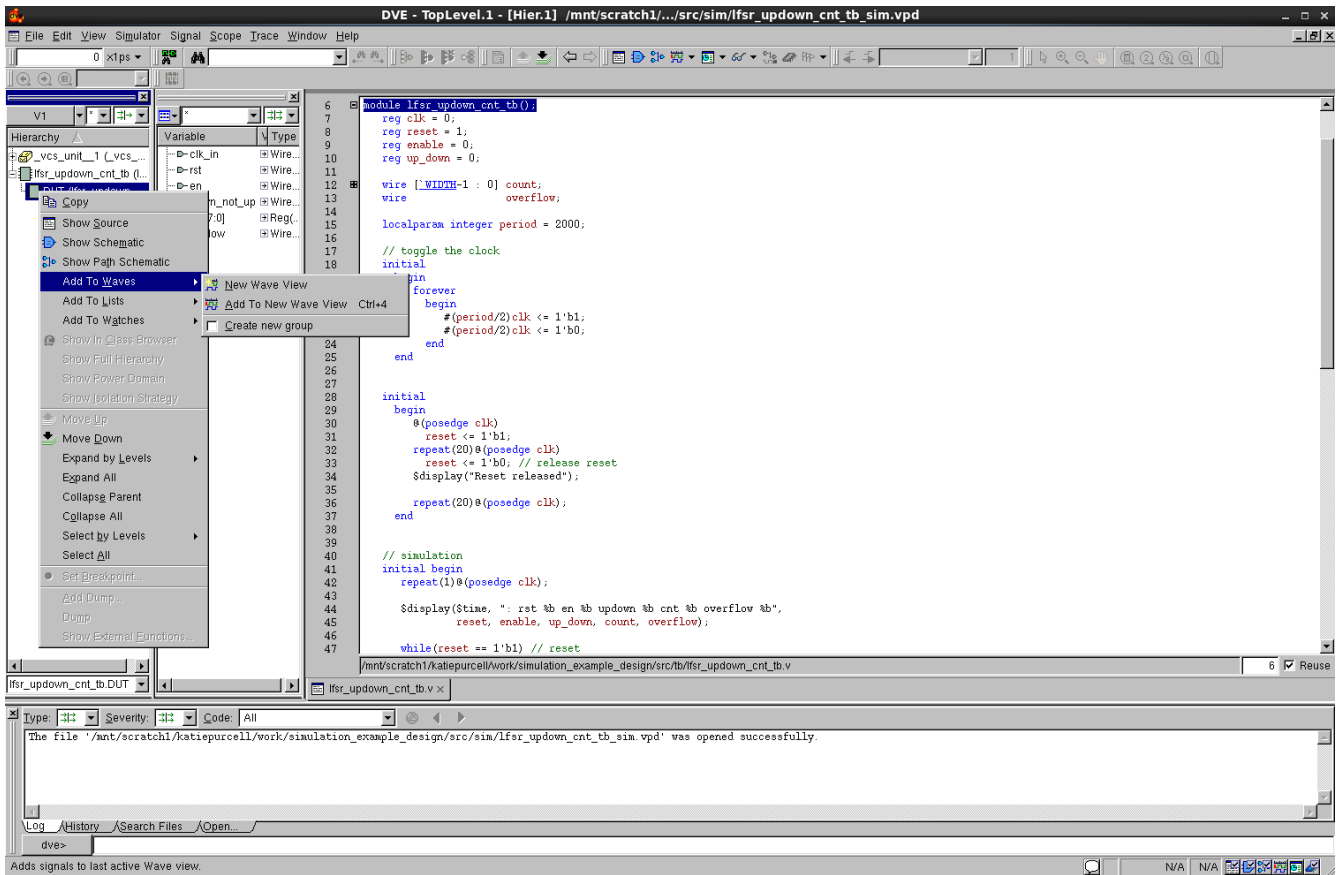 DVE - TopLevel.1 - [Hier.1] /mnt/scratch1/.../src/sim/lfsr_updown_cnt_tb_sim.vpd
File Edit View Simulator Signal Scope Trace Window Help
0 x1ps
1
V1 *
*
Hierarchy
Variable V Type
_vcs_unit__1 (_vcs_...
lfsr_updown_cnt_tb (l...
DUT (lfsr_updown...
clk_in Wire...
rst Wire...
en Wire...
n_not_up Wire...
7:0] Reg(..
low Wire...
Copy
Show Source
Show Schematic
Show Path Schematic
Add To Waves
Add To Lists
Add To Watches
Show In Class Browser
Show Full Hierarchy
Show Power Domain
Show Isolation Strategy
Move Up
Move Down
Expand by Levels
Expand All
Collapse Parent
Collapse All
Select by Levels
Select All
Set Breakpoint...
Add Dump...
Dump
Show External Functions...
New Wave View
Add To New Wave View Ctrl+4
Create new group
6 module lfsr_updown_cnt_tb();
7 reg clk = 0;
8 reg reset = 1;
9 reg enable = 0;
10 reg up_down = 0;
11
12 wire [`WIDTH-1 : 0] count;
13 wire overflow;
14
15 localparam integer period = 2000;
16
17 // toggle the clock
18 initial
gin
forever
begin
#(period/2)clk <= 1'b1;
#(period/2)clk <= 1'b0;
24 end
25 end
26
27
28 initial
29 begin
30 @(posedge clk)
31 reset <= 1'b1;
32 repeat(20)@(posedge clk)
33 reset <= 1'b0; // release reset
34 $display("Reset released");
35
36 repeat(20)@(posedge clk);
37 end
38
39
40 // simulation
41 initial begin
42 repeat(1)@(posedge clk);
43
44 $display($time, ": rst %b en %b updown %b cnt %b overflow %b",
45 reset, enable, up_down, count, overflow);
46
47 while(reset == 1'b1) // reset
/mnt/scratch1/katiepurcell/work/simulation_example_design/src/tb/lfsr_updown_cnt_tb.v 6 Reuse
lfsr_updown_cnt_tb.DUT
lfsr_updown_cnt_tb.v ×
Type: Severity: Code: All
The file '/mnt/scratch1/katiepurcell/work/simulation_example_design/src/sim/lfsr_updown_cnt_tb_sim.vpd' was opened successfully.
Log History Search Files Open...
dve>
Adds signals to last active Wave view.
N/A N/A